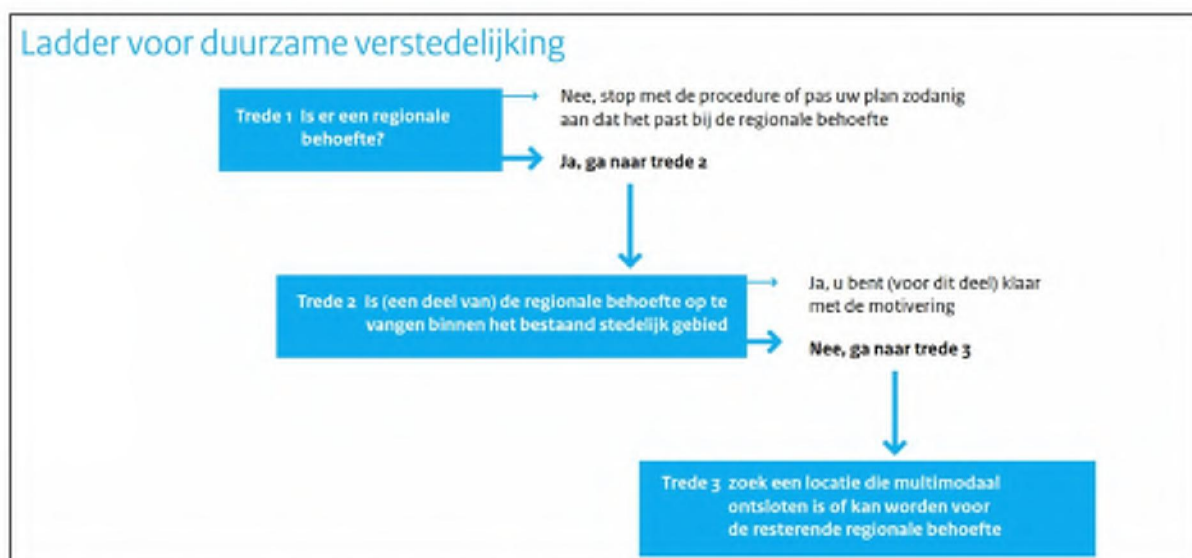 Ladder voor duurzame verstedelijking
Trede 1 Is er een regionale
behoefte?
Nee, stop met de procedure of pas uw plan zodanig
aan dat het past bij de regionale behoefte
Ja, ga naar trede 2
Trede 2 Is (een deel van) de regionale behoefte op te
vangen binnen het bestaand stedelijk gebied
Ja, u bent (voor dit deel) klaar
met de motivering
Nee, ga naar trede 3
Trede 3 zoek een locatie die multimodaal
ontsloten is of kan worden voor
de resterende regionale behoefte